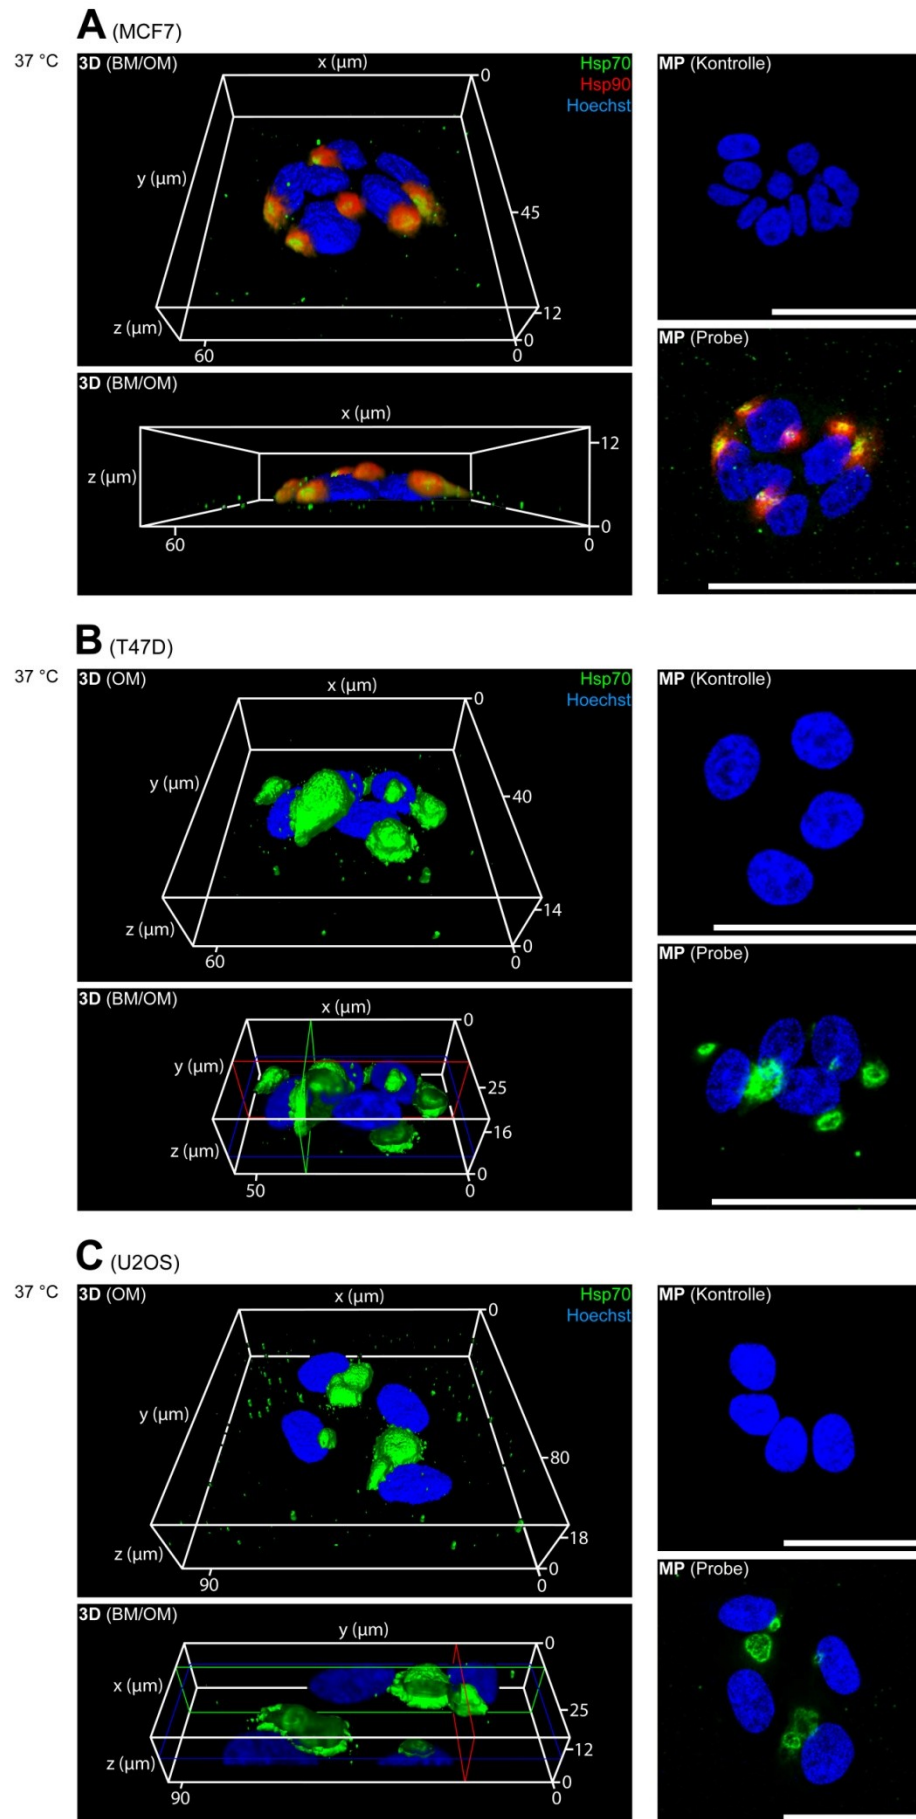 A (MCF7)
37 °C
3D (BM/OM)
x (µm)
0
Hsp70
Hsp90
Hoechst
y (µm)
45
z (µm)
12
0
60
0
MP (Kontrolle)
3D (BM/OM)
x (µm)
12
z (µm)
0
60
0
MP (Probe)
B (T47D)
37 °C
3D (OM)
x (µm)
0
Hsp70
Hoechst
y (µm)
40
z (µm)
14
0
60
0
MP (Kontrolle)
3D (BM/OM)
x (µm)
0
y (µm)
25
16
z (µm)
0
50
0
MP (Probe)
C (U2OS)
37 °C
3D (OM)
x (µm)
0
Hsp70
Hoechst
y (µm)
80
18
z (µm)
0
90
0
MP (Kontrolle)
3D (BM/OM)
y (µm)
0
x (µm)
25
12
z (µm)
0
90
0
MP (Probe)